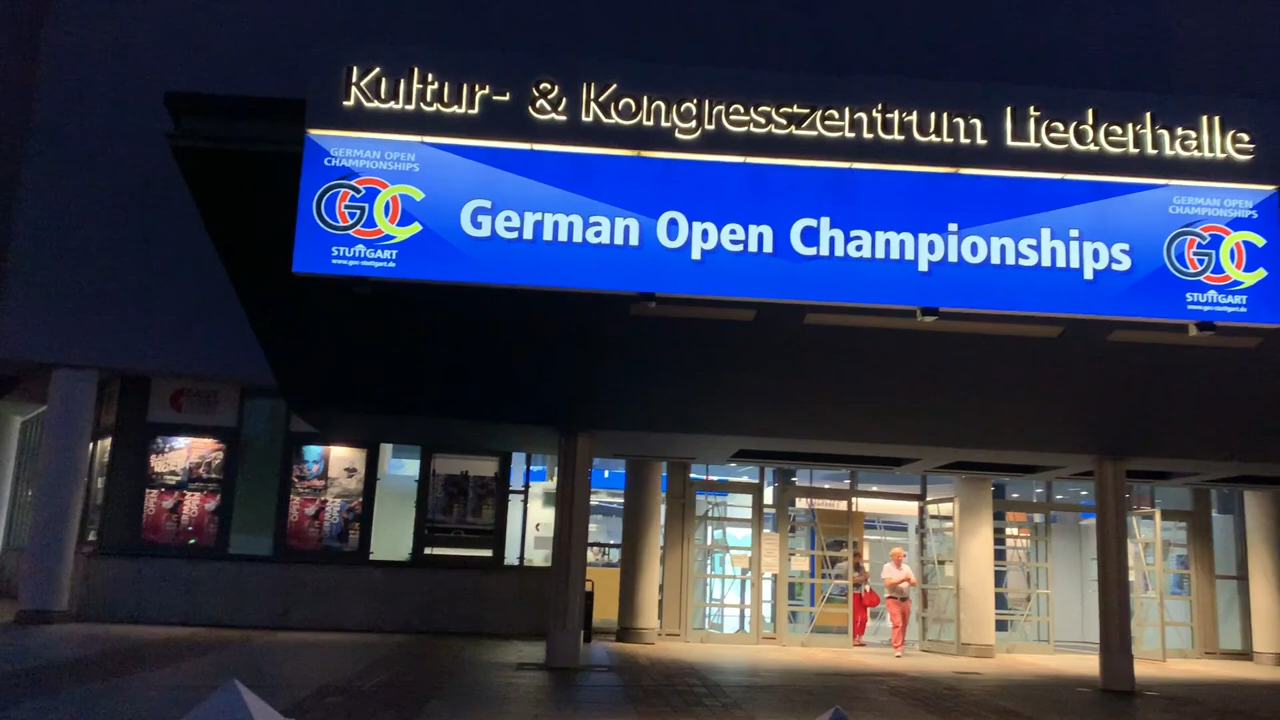 Kultur- & Kongresszentrum Liederhalle
GERMAN OPEN
CHAMPIONSHIPS
GOC
STUTTGART
www.goc-stuttgart.de
German Open Championships
GERMAN OPEN
CHAMPIONSHIPS
GOC
STUTTGART
www.goc-stuttgart.de